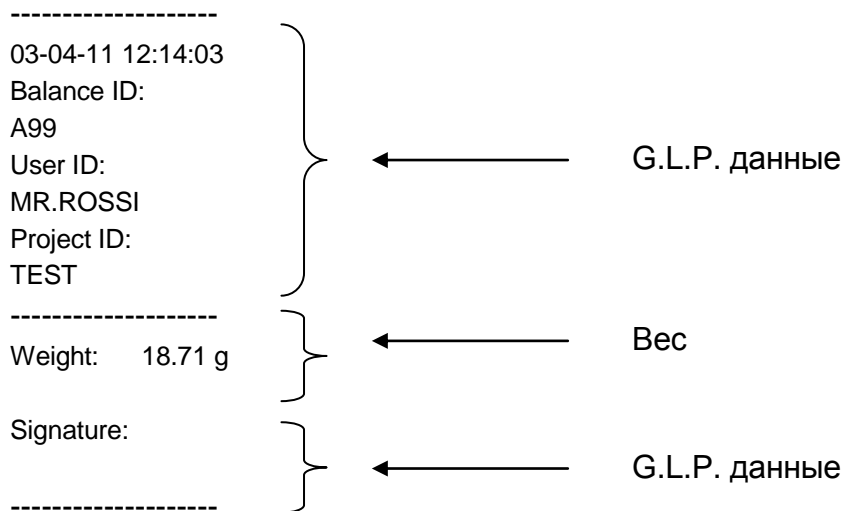 ---------------------
03-04-11 12:14:03
Balance ID:
A99
User ID:
MR.ROSSI
Project ID:
TEST
G.L.P. данные
---------------------
Weight: 18.71 g
Вес
Signature:
G.L.P. данные
---------------------